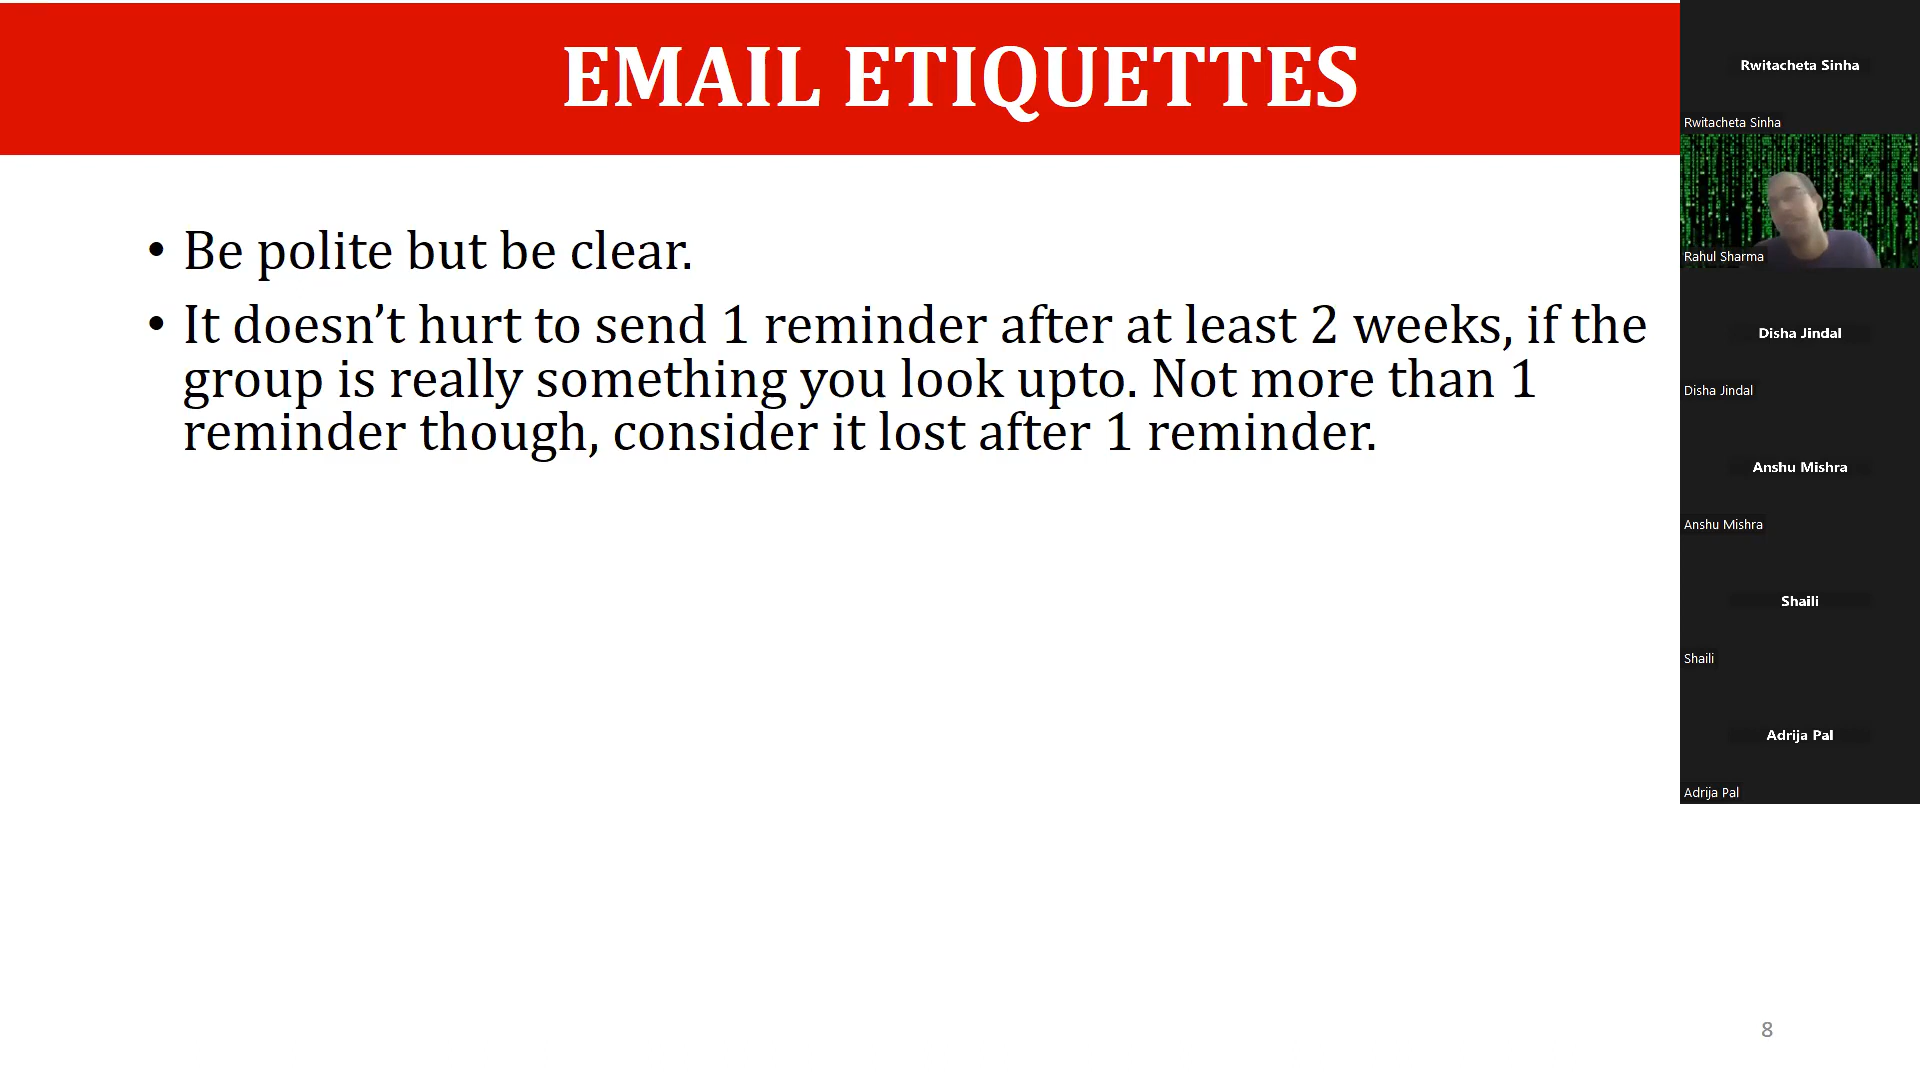 EMAIL ETIQUETTES
• Be polite but be clear.
• It doesn’t hurt to send 1 reminder after at least 2 weeks, if the
group is really something you look upto. Not more than 1
reminder though, consider it lost after 1 reminder.
8
Rwitacheta Sinha
Rwitacheta Sinha
Rahul Sharma
Disha Jindal
Disha Jindal
Anshu Mishra
Anshu Mishra
Shaili
Shaili
Adrija Pal
Adrija Pal